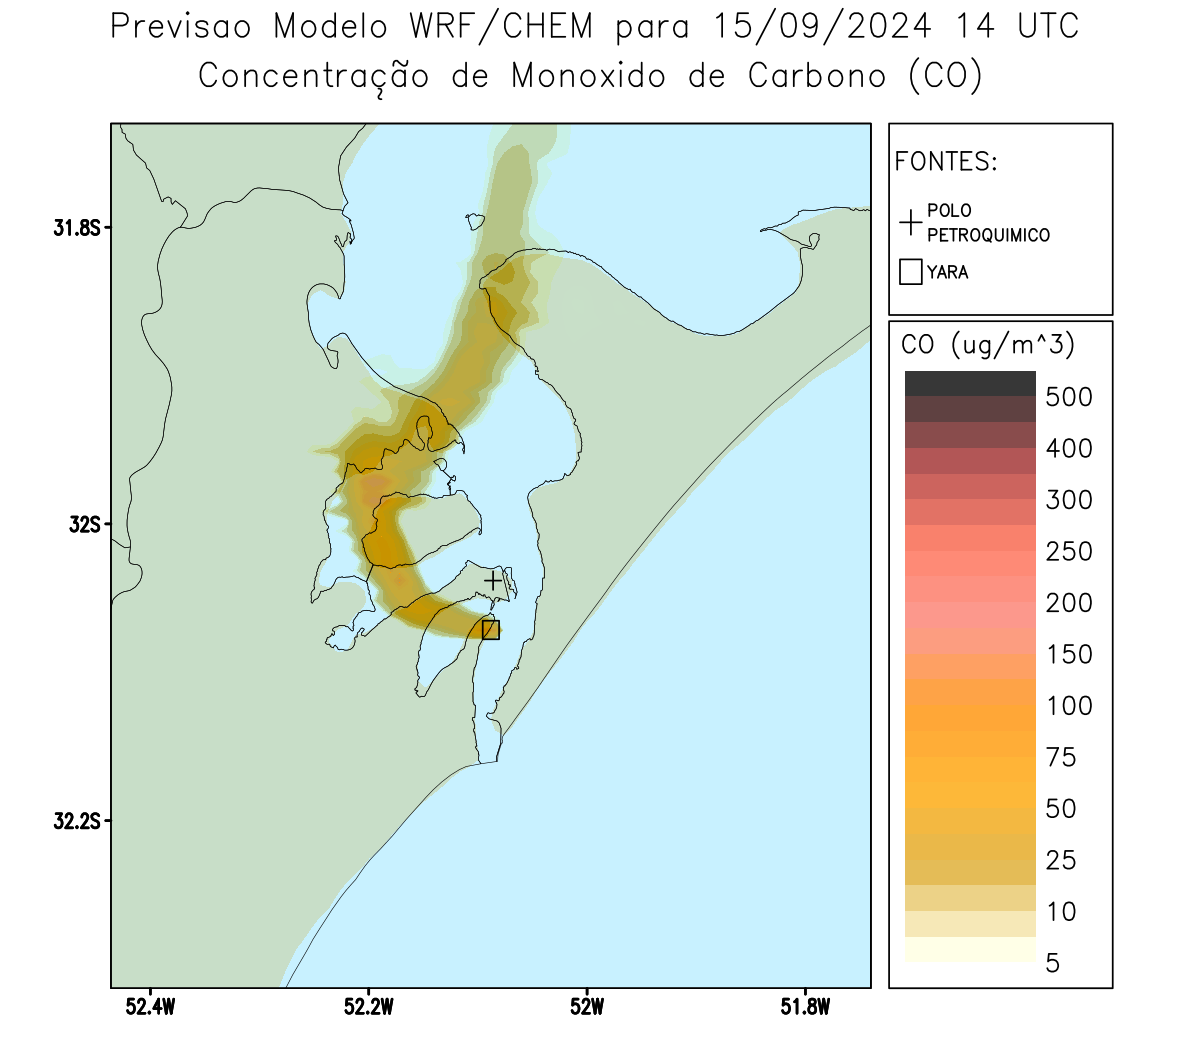 Previsao Modelo WRF/CHEM para 15/09/2024 14 UTC
Concentração de Monoxido de Carbono (CO)
FONTES:
POLO
PETROQUIMICO
YARA
CO (ug/m^3)
500
400
300
250
200
150
100
75
50
25
10
5
31.8S
32S
32.2S
52.4W
52.2W
52W
51.8W